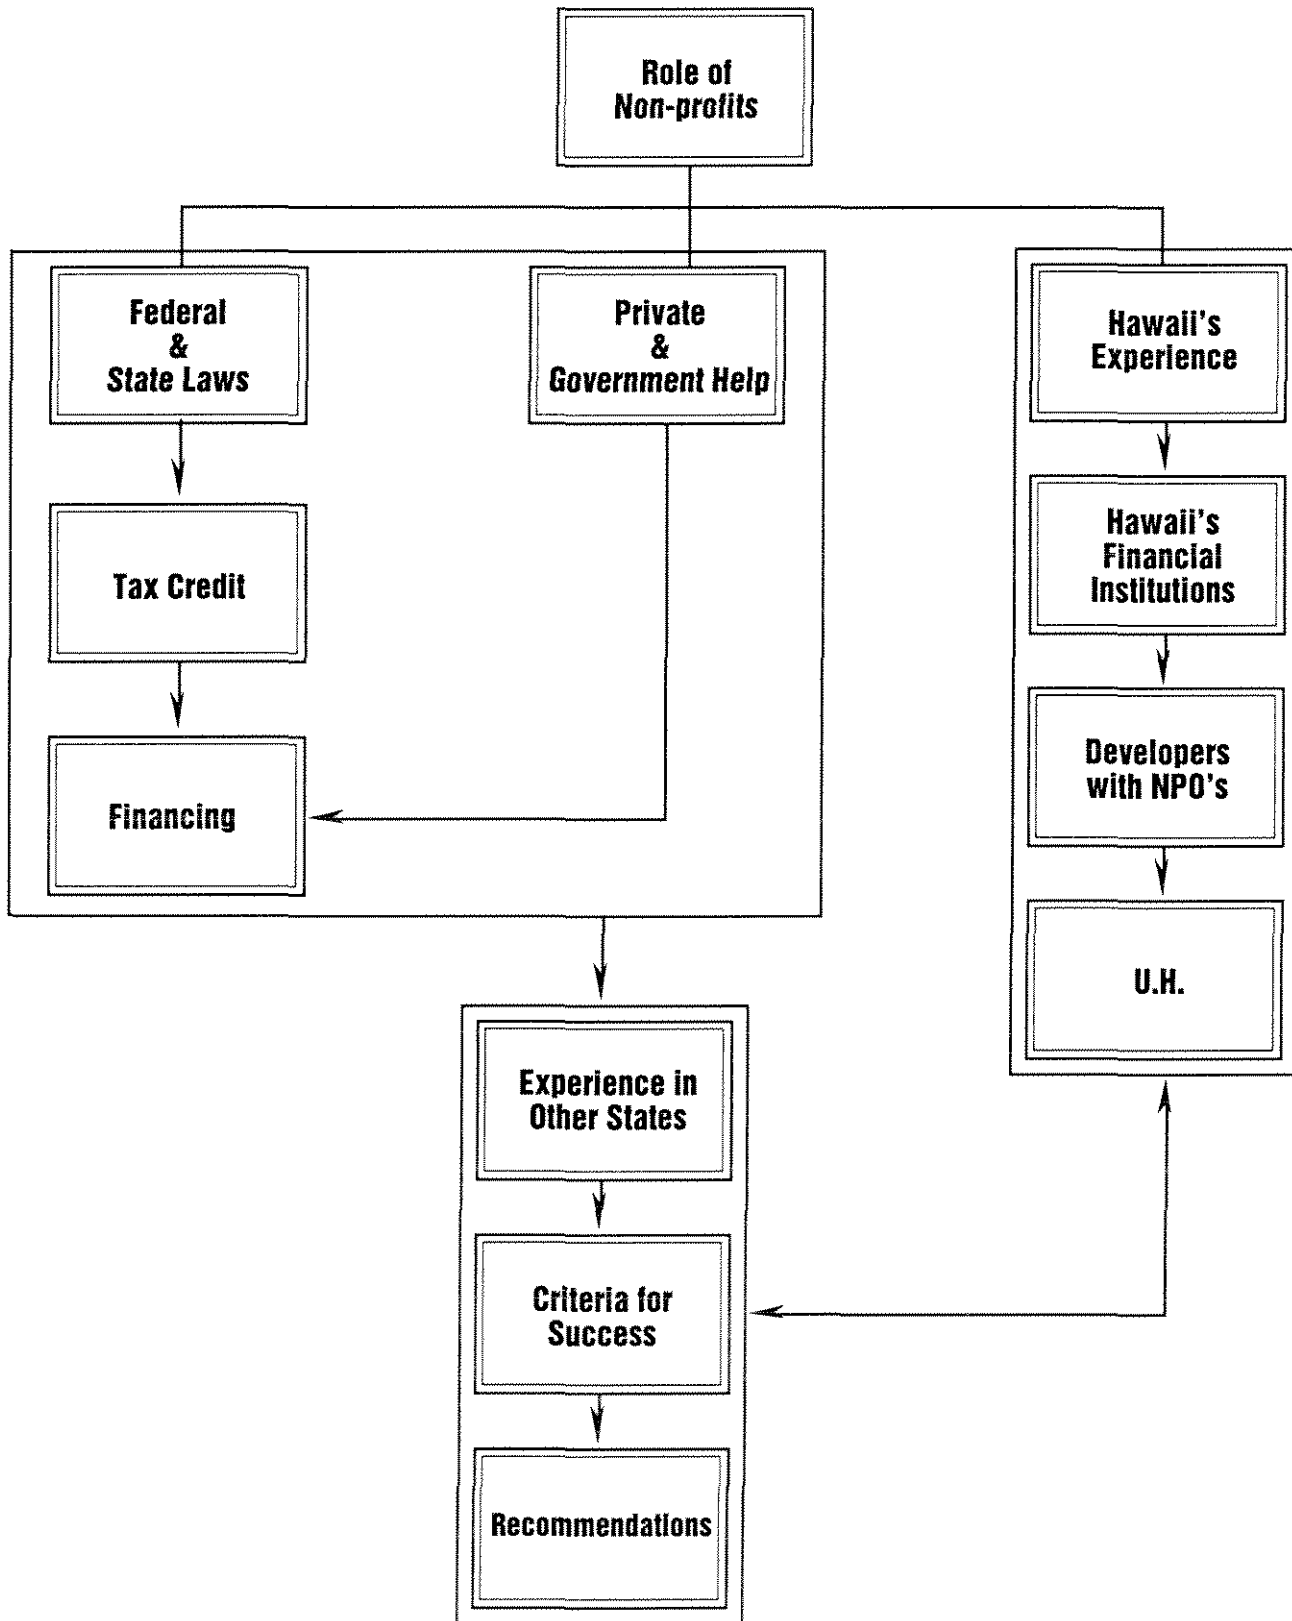 Role of
Non-profits
Federal
&
State Laws
Private
&
Government Help
Hawaii's
Experience
Tax Credit
Hawaii's
Financial
Institutions
Financing
Developers
with NPO's
U.H.
Experience in
Other States
Criteria for
Success
Recommendations